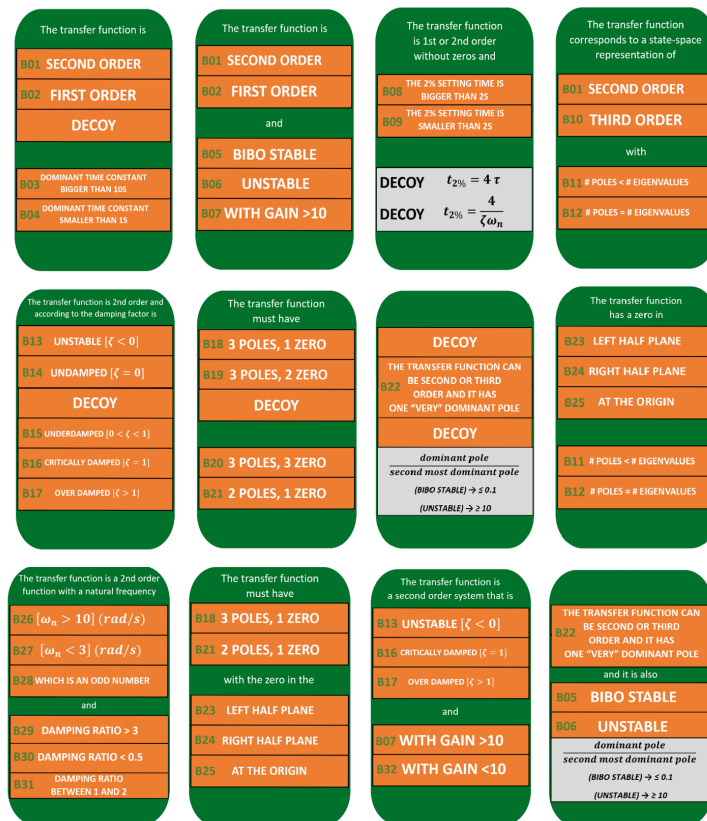 The transfer function is
B01 SECOND ORDER
B02 FIRST ORDER
DECOY
B03 DOMINANT TIME CONSTANT
BIGGER THAN 10S
B04 DOMINANT TIME CONSTANT
SMALLER THAN 1S
The transfer function is
B01 SECOND ORDER
B02 FIRST ORDER
and
B05 BIBO STABLE
B06 UNSTABLE
B07 WITH GAIN >10
The transfer function
is 1st or 2nd order
without zeros and
B08 THE 2% SETTING TIME IS
BIGGER THAN 2S
B09 THE 2% SETTING TIME IS
SMALLER THAN 2S
DECOY t₂% = 4 τ
DECOY t₂% = 4/ζωₙ
The transfer function
corresponds to a state-space
representation of
B01 SECOND ORDER
B10 THIRD ORDER
with
B11 # POLES < # EIGENVALUES
B12 # POLES = # EIGENVALUES
The transfer function is 2nd order and
according to the damping factor is
B13 UNSTABLE [ζ < 0]
B14 UNDAMPED [ζ = 0]
DECOY
B15 UNDERDAMPED [0 < ζ < 1]
B16 CRITICALLY DAMPED [ζ = 1]
B17 OVER DAMPED [ζ > 1]
The transfer function
must have
B18 3 POLES, 1 ZERO
B19 3 POLES, 2 ZERO
DECOY
B20 3 POLES, 3 ZERO
B21 2 POLES, 1 ZERO
DECOY
B22 THE TRANSFER FUNCTION CAN
BE SECOND OR THIRD
ORDER AND IT HAS
ONE “VERY” DOMINANT POLE
DECOY
dominant pole
second most dominant pole
(BIBO STABLE) → ≤ 0.1
(UNSTABLE) → ≥ 10
The transfer function
has a zero in
B23 LEFT HALF PLANE
B24 RIGHT HALF PLANE
B25 AT THE ORIGIN
B11 # POLES < # EIGENVALUES
B12 # POLES = # EIGENVALUES
The transfer function is a 2nd order
function with a natural frequency
B26 [ωₙ > 10] (rad/s)
B27 [ωₙ < 3] (rad/s)
B28 WHICH IS AN ODD NUMBER
and
B29 DAMPING RATIO > 3
B30 DAMPING RATIO < 0.5
B31 DAMPING RATIO
BETWEEN 1 AND 2
The transfer function
must have
B18 3 POLES, 1 ZERO
B21 2 POLES, 1 ZERO
with the zero in the
B23 LEFT HALF PLANE
B24 RIGHT HALF PLANE
B25 AT THE ORIGIN
The transfer function is
a second order system that is
B13 UNSTABLE [ζ < 0]
B16 CRITICALLY DAMPED [ζ = 1]
B17 OVER DAMPED [ζ > 1]
and
B07 WITH GAIN >10
B32 WITH GAIN <10
B22 THE TRANSFER FUNCTION CAN
BE SECOND OR THIRD
ORDER AND IT HAS
ONE “VERY” DOMINANT POLE
and it is also
B05 BIBO STABLE
B06 UNSTABLE
dominant pole
second most dominant pole
(BIBO STABLE) → ≤ 0.1
(UNSTABLE) → ≥ 10